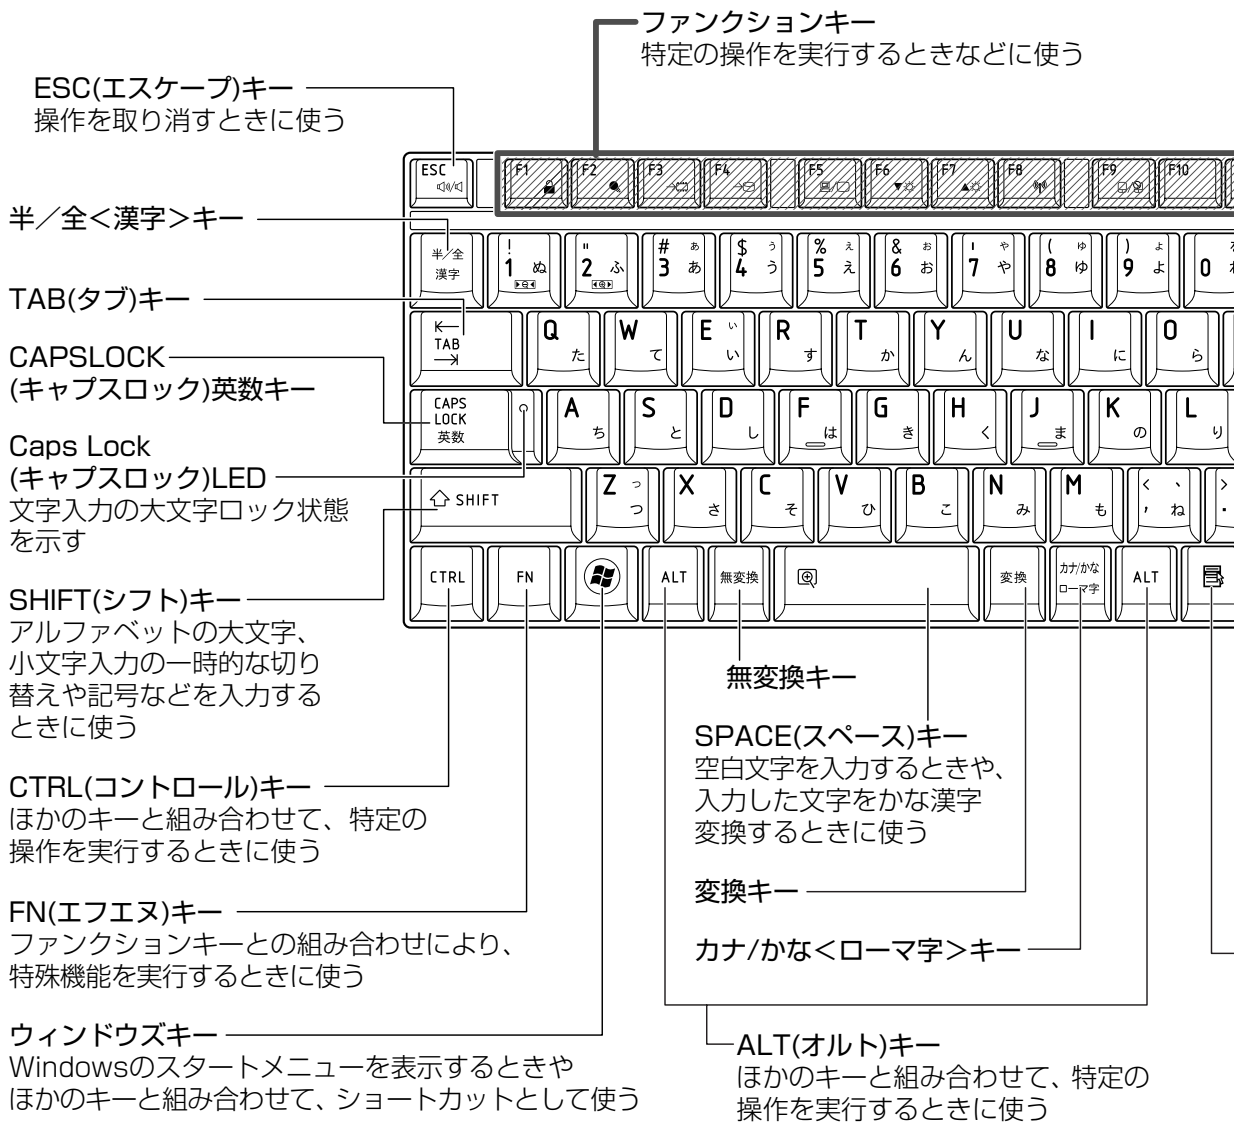 ファンクションキー
特定の操作を実行するときなどに使う
ESC(エスケープ)キー
操作を取り消すときに使う
半／全＜漢字＞キー
TAB(タブ)キー
CAPSLOCK
(キャプスロック)英数キー
Caps Lock
(キャプスロック)LED
文字入力の大文字ロック状態
を示す
SHIFT(シフト)キー
アルファベットの大文字、
小文字入力の一時的な切り
替えや記号などを入力する
ときに使う
CTRL(コントロール)キー
ほかのキーと組み合わせて、特定の
操作を実行するときに使う
FN(エフエヌ)キー
ファンクションキーとの組み合わせにより、
特殊機能を実行するときに使う
ウィンドウズキー
Windowsのスタートメニューを表示するときや
ほかのキーと組み合わせて、ショートカットとして使う
ESC F1 F2 F3 F4 F5 F6 F7 F8 F9 F10
半／全 ! " # ぁ $ ぅ % ぇ & ぉ ' ゃ ( ゅ ) ょ
漢字 1 ぬ 2 ふ 3 あ 4 う 5 え 6 お 7 や 8 ゆ 9 よ 0
TAB Q た W て E ぃ い R す T か Y ん U な I に O ら
CAPS
LOCK
英数
A ち S と D し F は G き H く J ま K の L り
SHIFT Z っ つ X さ C そ V ひ B こ N み M も < 、 , ね > .
CTRL FN ALT 無変換 変換 カナ/かな ローマ字 ALT
無変換キー
SPACE(スペース)キー
空白文字を入力するときや、
入力した文字をかな漢字
変換するときに使う
変換キー
カナ/かな＜ローマ字＞キー
ALT(オルト)キー
ほかのキーと組み合わせて、特定の
操作を実行するときに使う